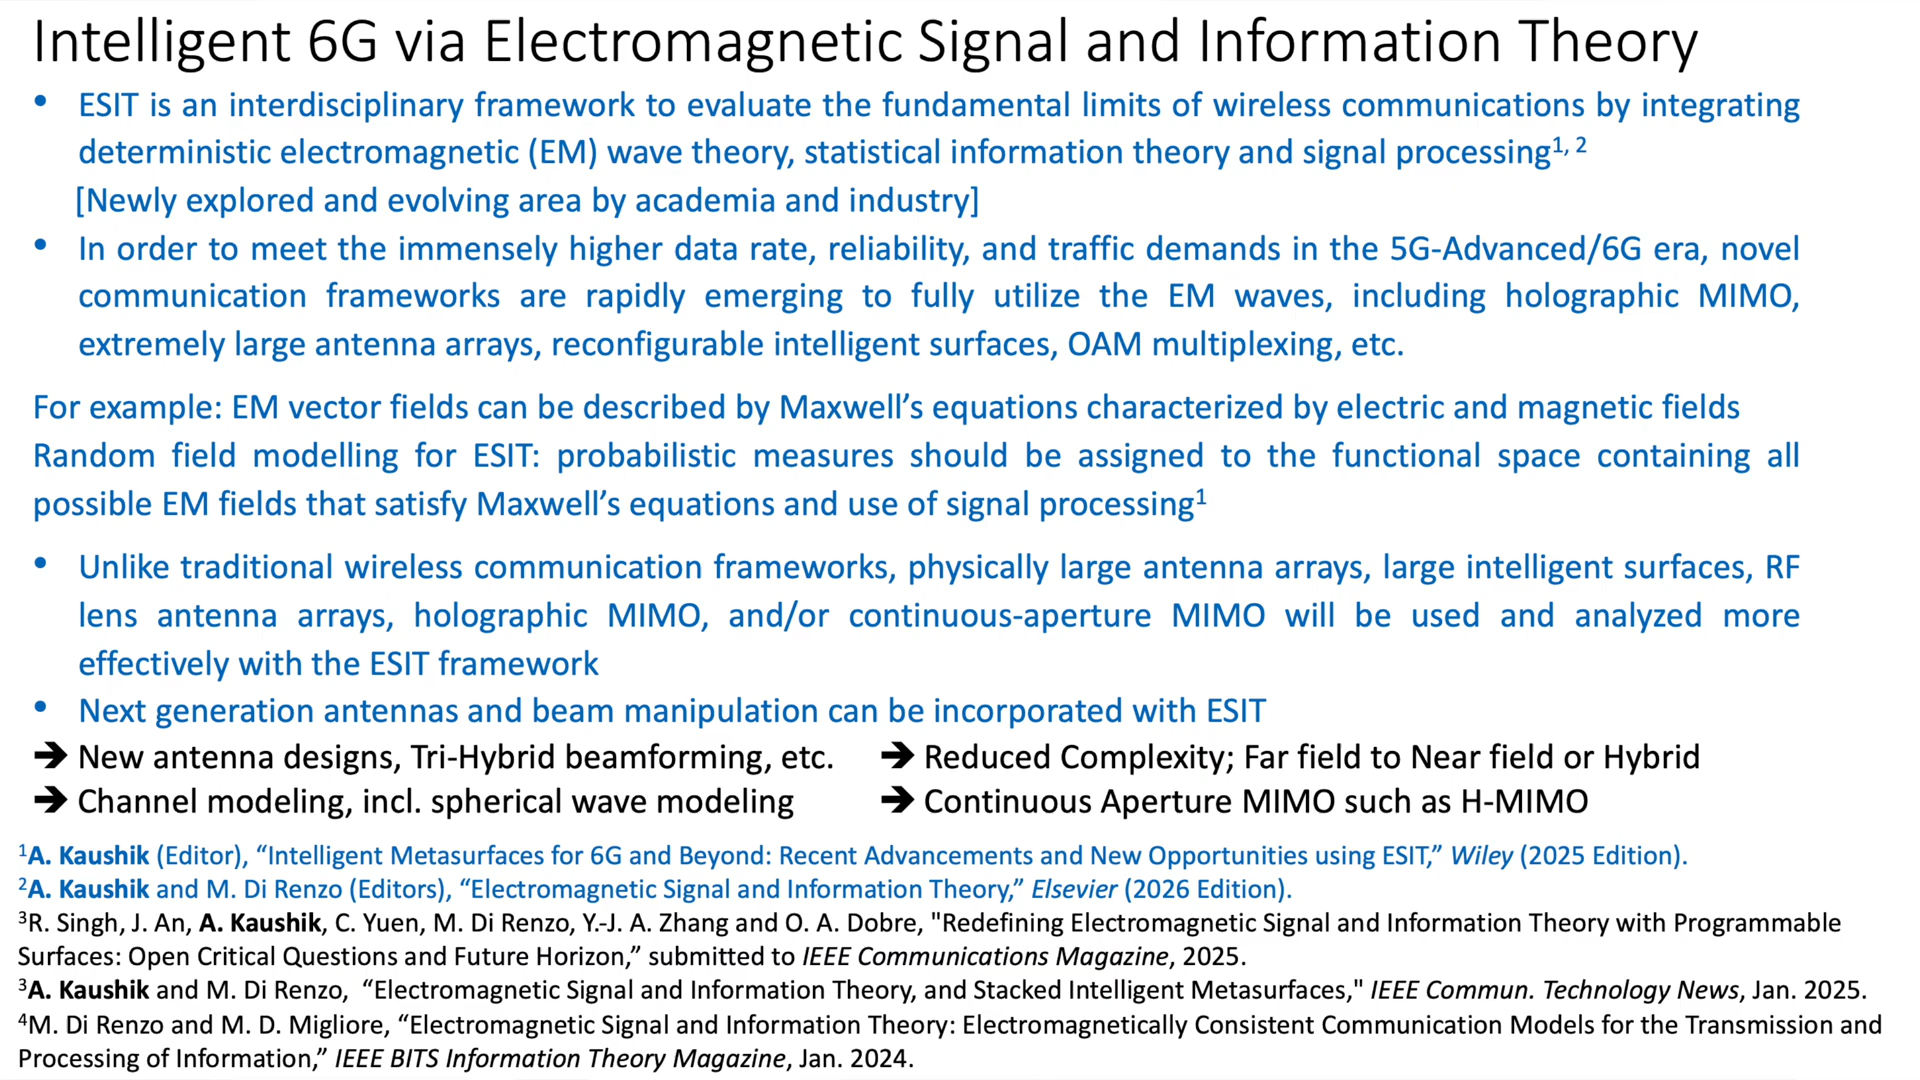 Intelligent 6G via Electromagnetic Signal and Information Theory
• ESIT is an interdisciplinary framework to evaluate the fundamental limits of wireless communications by integrating
deterministic electromagnetic (EM) wave theory, statistical information theory and signal processing1, 2
[Newly explored and evolving area by academia and industry]
• In order to meet the immensely higher data rate, reliability, and traffic demands in the 5G-Advanced/6G era, novel
communication frameworks are rapidly emerging to fully utilize the EM waves, including holographic MIMO,
extremely large antenna arrays, reconfigurable intelligent surfaces, OAM multiplexing, etc.
For example: EM vector fields can be described by Maxwell’s equations characterized by electric and magnetic fields
Random field modelling for ESIT: probabilistic measures should be assigned to the functional space containing all
possible EM fields that satisfy Maxwell’s equations and use of signal processing1
• Unlike traditional wireless communication frameworks, physically large antenna arrays, large intelligent surfaces, RF
lens antenna arrays, holographic MIMO, and/or continuous-aperture MIMO will be used and analyzed more
effectively with the ESIT framework
• Next generation antennas and beam manipulation can be incorporated with ESIT
➔ New antenna designs, Tri-Hybrid beamforming, etc. ➔ Reduced Complexity; Far field to Near field or Hybrid
➔ Channel modeling, incl. spherical wave modeling ➔ Continuous Aperture MIMO such as H-MIMO
1A. Kaushik (Editor), “Intelligent Metasurfaces for 6G and Beyond: Recent Advancements and New Opportunities using ESIT,” Wiley (2025 Edition).
2A. Kaushik and M. Di Renzo (Editors), “Electromagnetic Signal and Information Theory,” Elsevier (2026 Edition).
3R. Singh, J. An, A. Kaushik, C. Yuen, M. Di Renzo, Y.-J. A. Zhang and O. A. Dobre, "Redefining Electromagnetic Signal and Information Theory with Programmable
Surfaces: Open Critical Questions and Future Horizon,” submitted to IEEE Communications Magazine, 2025.
3A. Kaushik and M. Di Renzo, “Electromagnetic Signal and Information Theory, and Stacked Intelligent Metasurfaces," IEEE Commun. Technology News, Jan. 2025.
4M. Di Renzo and M. D. Migliore, “Electromagnetic Signal and Information Theory: Electromagnetically Consistent Communication Models for the Transmission and
Processing of Information,” IEEE BITS Information Theory Magazine, Jan. 2024.